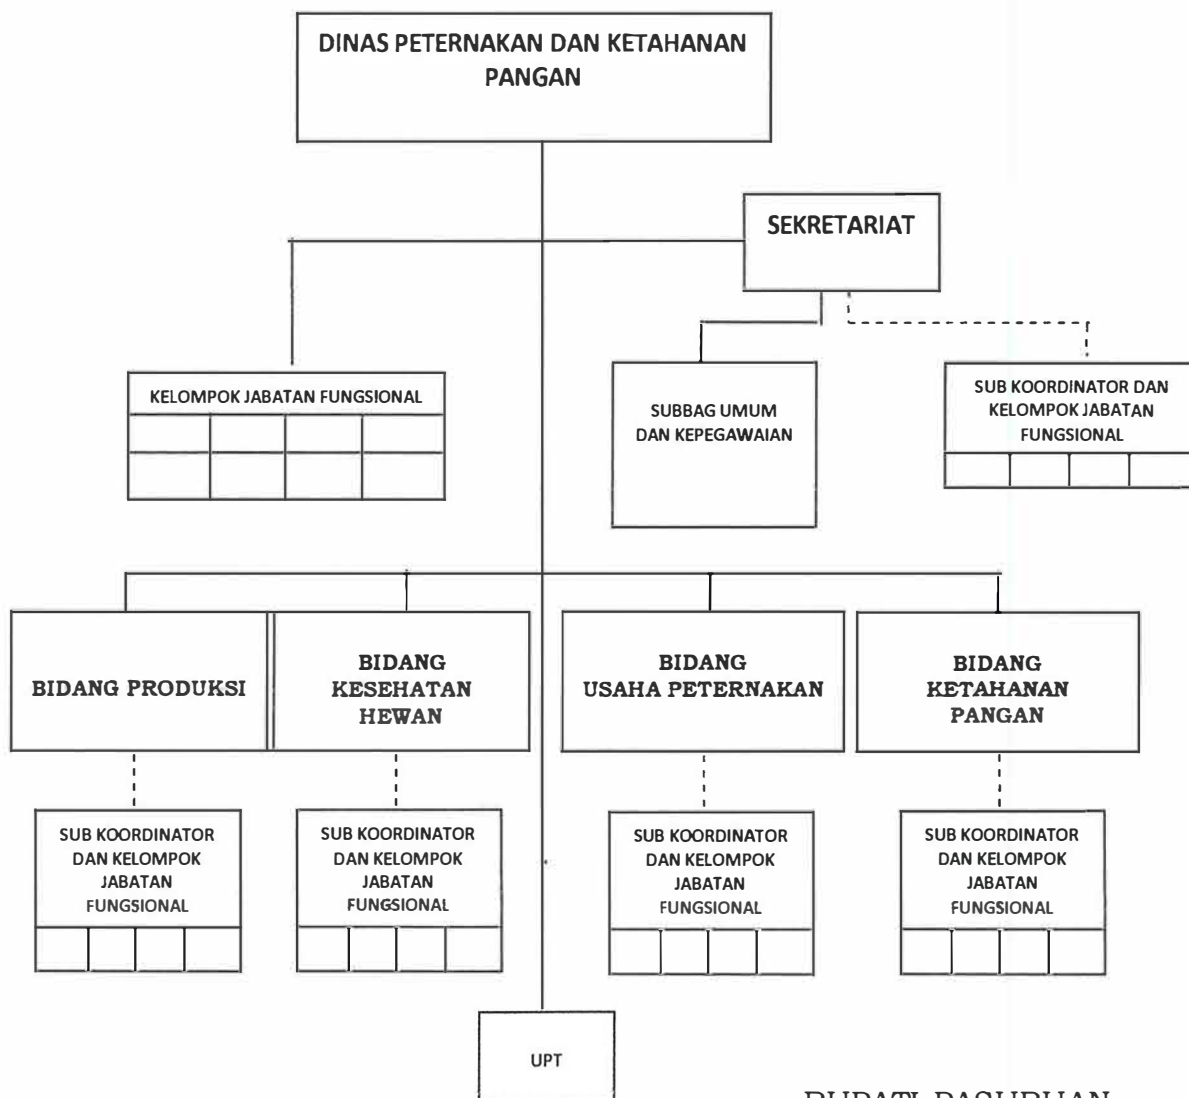 DINAS PETERNAKAN DAN KETAHANAN
PANGAN
SEKRETARIAT
KELOMPOK JABATAN FUNGSIONAL
SUBBAG UMUM
DAN KEPEGAWAIAN
SUB KOORDINATOR DAN
KELOMPOK JABATAN
FUNGSIONAL
BIDANG PRODUKSI
BIDANG
KESEHATAN
HEWAN
BIDANG
USAHA PETERNAKAN
BIDANG
KETAHANAN
PANGAN
SUB KOORDINATOR
DAN KELOMPOK
JABATAN
FUNGSIONAL
SUB KOORDINATOR
DAN KELOMPOK
JABATAN
FUNGSIONAL
SUB KOORDINATOR
DAN KELOMPOK
JABATAN
FUNGSIONAL
SUB KOORDINATOR
DAN KELOMPOK
JABATAN
FUNGSIONAL
UPT
BUPATI PASURUAN